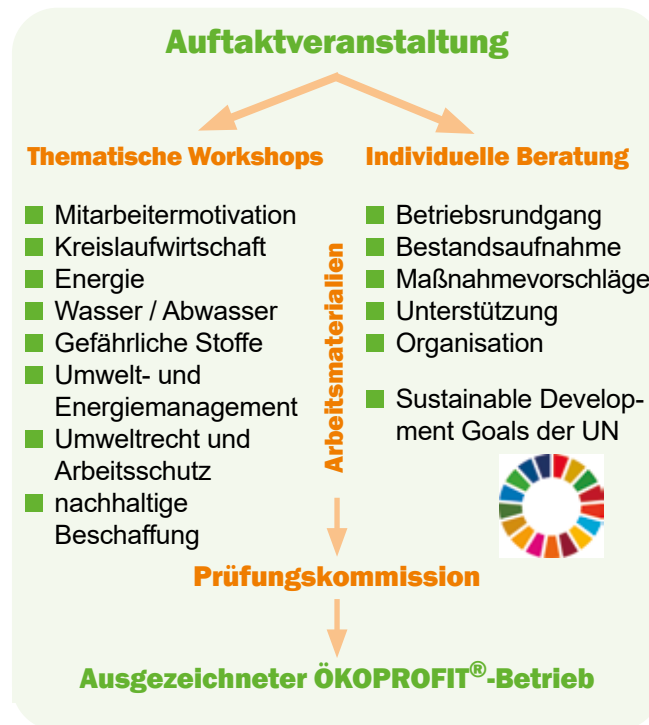 Auftaktveranstaltung
Thematische Workshops
Mitarbeitermotivation
Kreislaufwirtschaft
Energie
Wasser / Abwasser
Gefährliche Stoffe
Umwelt- und
Energiemanagement
Umweltrecht und
Arbeitsschutz
nachhaltige
Beschaffung
Arbeitsmaterialien
Individuelle Beratung
Betriebsrundgang
Bestandsaufnahme
Maßnahmevorschläge
Unterstützung
Organisation
Sustainable Develop-
ment Goals der UN
Prüfungskommission
Ausgezeichneter ÖKOPROFIT®-Betrieb